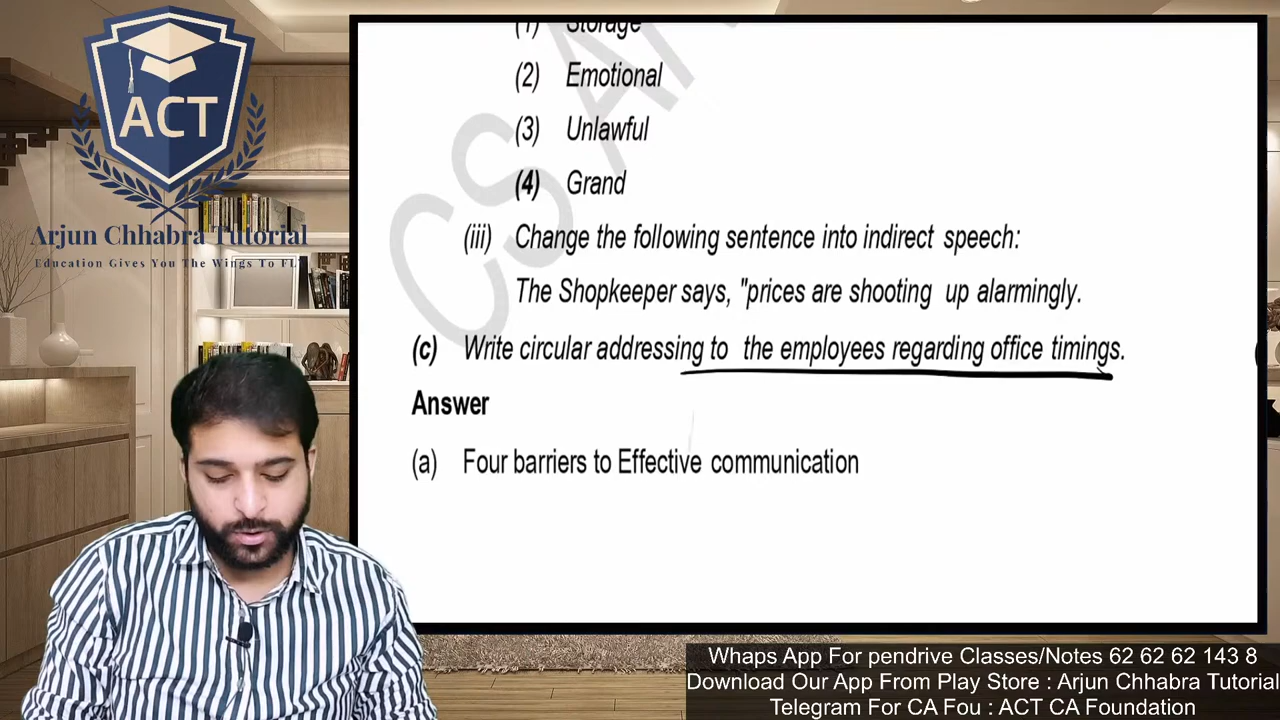 (1) Storage
(2) Emotional
(3) Unlawful
(4) Grand
(iii) Change the following sentence into indirect speech:
The Shopkeeper says, "prices are shooting up alarmingly.
(c) Write circular addressing to the employees regarding office timings.
Answer
(a) Four barriers to Effective communication
CS A
ACT
Arjun Chhabra Tutorial
Education Gives You The Wings To FL
Whaps App For pendrive Classes/Notes 62 62 62 143 8
Download Our App From Play Store : Arjun Chhabra Tutorial
Telegram For CA Fou : ACT CA Foundation